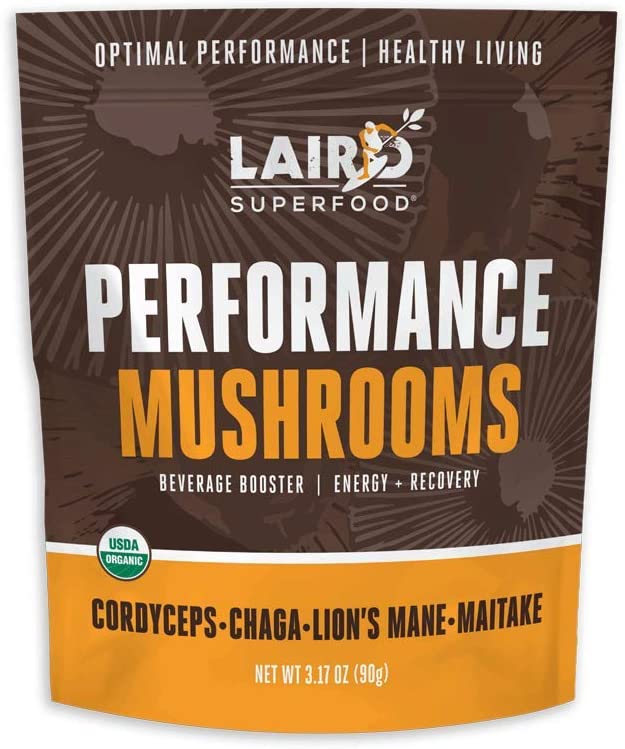 OPTIMAL PERFORMANCE | HEALTHY LIVING
LAIRD
SUPERFOOD®
PERFORMANCE
MUSHROOMS
BEVERAGE BOOSTER | ENERGY + RECOVERY
USDA
ORGANIC
CORDYCEPS•CHAGA•LION'S MANE•MAITAKE
NET WT 3.17 OZ (90g)